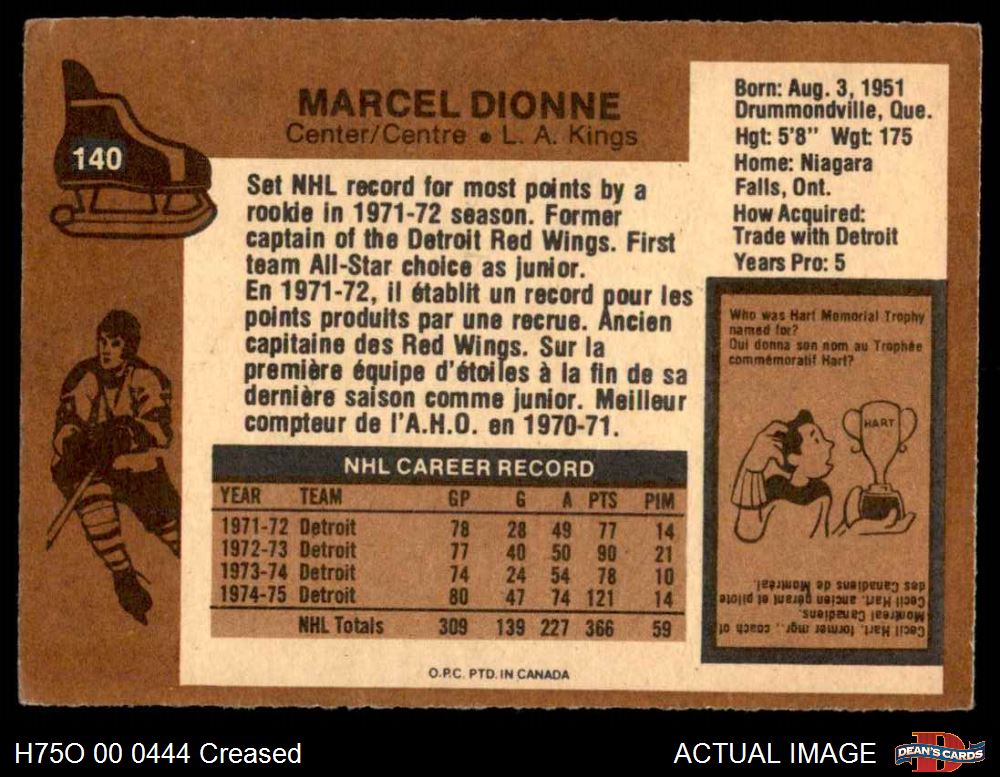 140
MARCEL DIONNE
Center/Centre • L. A. Kings
Born: Aug. 3, 1951
Drummondville, Que.
Hgt: 5'8" Wgt: 175
Home: Niagara
Falls, Ont.
How Acquired:
Trade with Detroit
Years Pro: 5
Set NHL record for most points by a
rookie in 1971-72 season. Former
captain of the Detroit Red Wings. First
team All-Star choice as junior.
En 1971-72, il établit un record pour les
points produits par une recrue. Ancien
capitaine des Red Wings. Sur la
première équipe d'étoiles à la fin de sa
dernière saison comme junior. Meilleur
compteur de l'A.H.O. en 1970-71.
Who was Hart Memorial Trophy
named for?
Qui donna son nom au Trophée
commémoratif Hart?
HART
Cecil Hart, former mgr., coach of
Montreal Canadiens.
Cecil Hart, ancien gérant et pilote
des Canadiens de Montréal.
NHL CAREER RECORD
YEAR TEAM GP G A PTS PIM
1971-72 Detroit 78 28 49 77 14
1972-73 Detroit 77 40 50 90 21
1973-74 Detroit 74 24 54 78 10
1974-75 Detroit 80 47 74 121 14
NHL Totals 309 139 227 366 59
O.P.C. PTD. IN CANADA
H75O 00 0444 Creased
ACTUAL IMAGE
D
DEAN'S CARDS